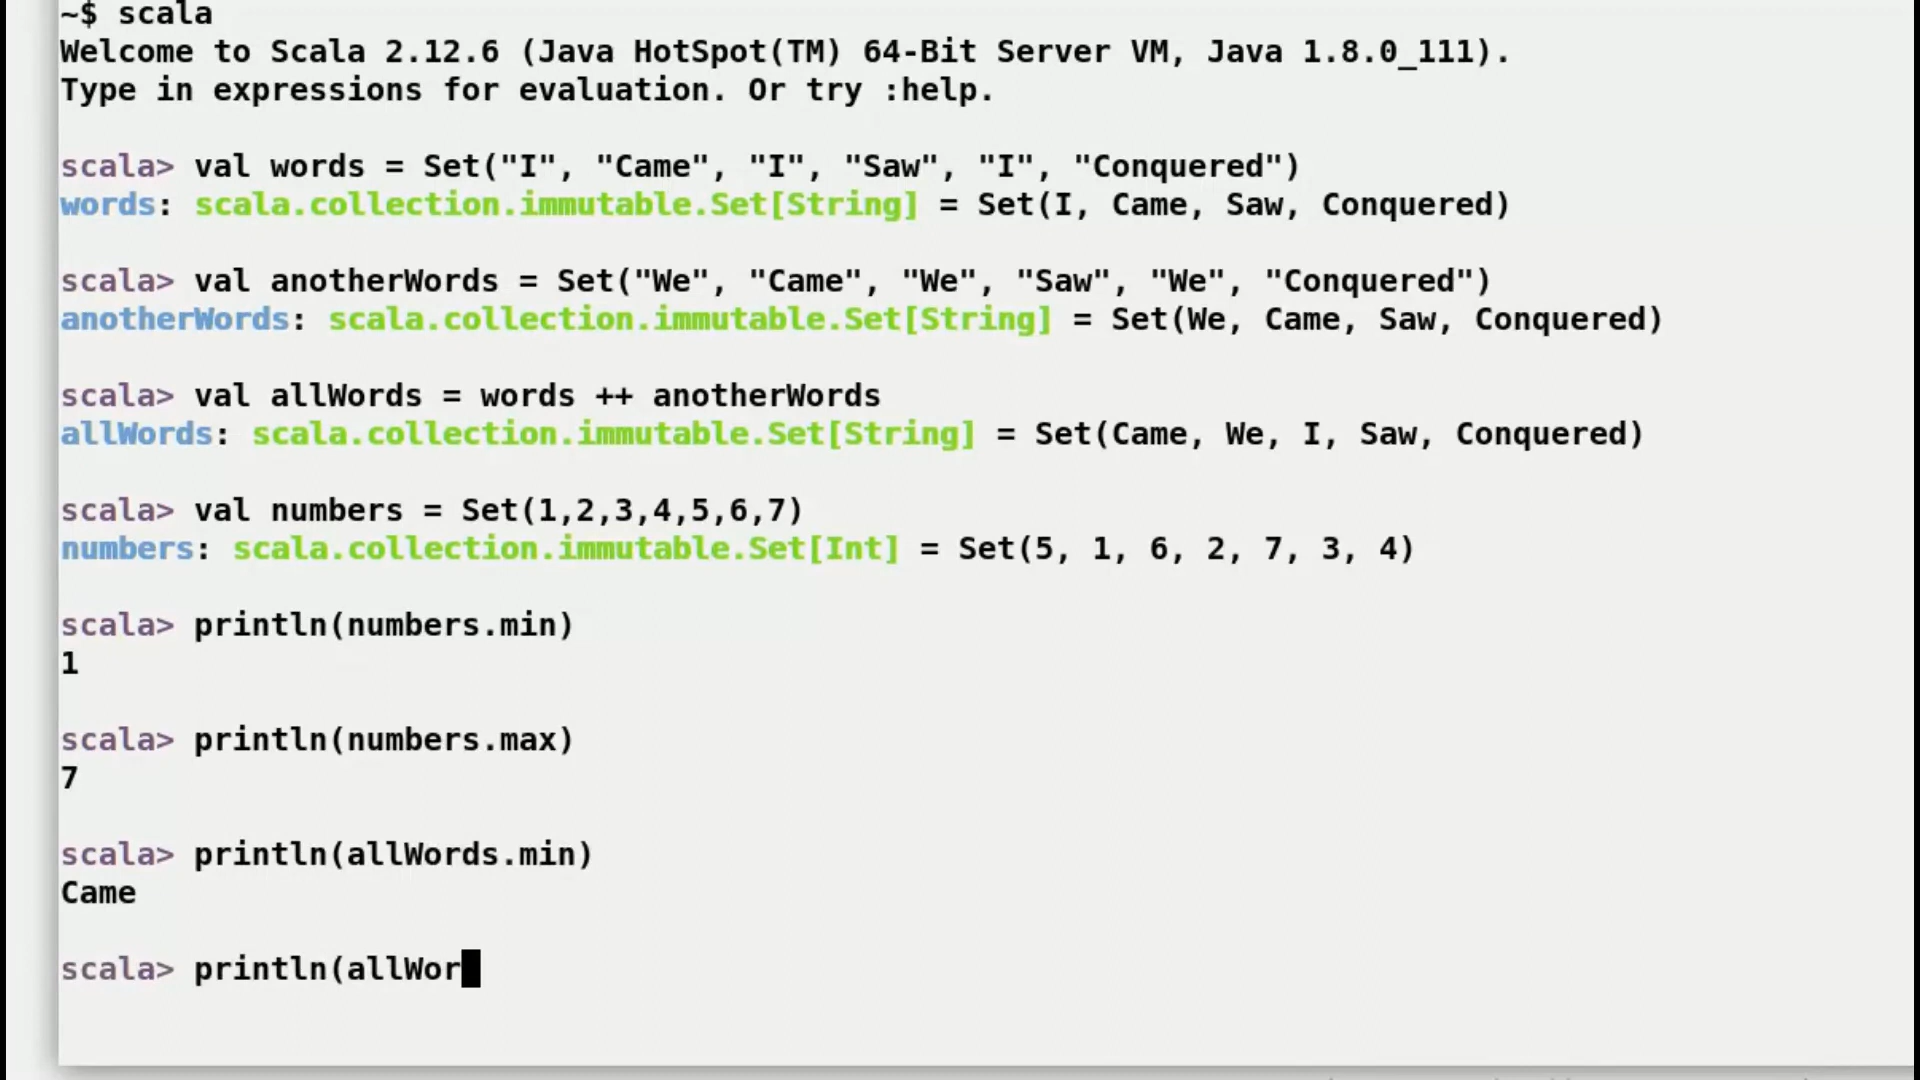 ~$ scala
Welcome to Scala 2.12.6 (Java HotSpot(TM) 64-Bit Server VM, Java 1.8.0_111).
Type in expressions for evaluation. Or try :help.
scala> val words = Set("I", "Came", "I", "Saw", "I", "Conquered")
words: scala.collection.immutable.Set[String] = Set(I, Came, Saw, Conquered)
scala> val anotherWords = Set("We", "Came", "We", "Saw", "We", "Conquered")
anotherWords: scala.collection.immutable.Set[String] = Set(We, Came, Saw, Conquered)
scala> val allWords = words ++ anotherWords
allWords: scala.collection.immutable.Set[String] = Set(Came, We, I, Saw, Conquered)
scala> val numbers = Set(1,2,3,4,5,6,7)
numbers: scala.collection.immutable.Set[Int] = Set(5, 1, 6, 2, 7, 3, 4)
scala> println(numbers.min)
1
scala> println(numbers.max)
7
scala> println(allWords.min)
Came
scala> println(allWor